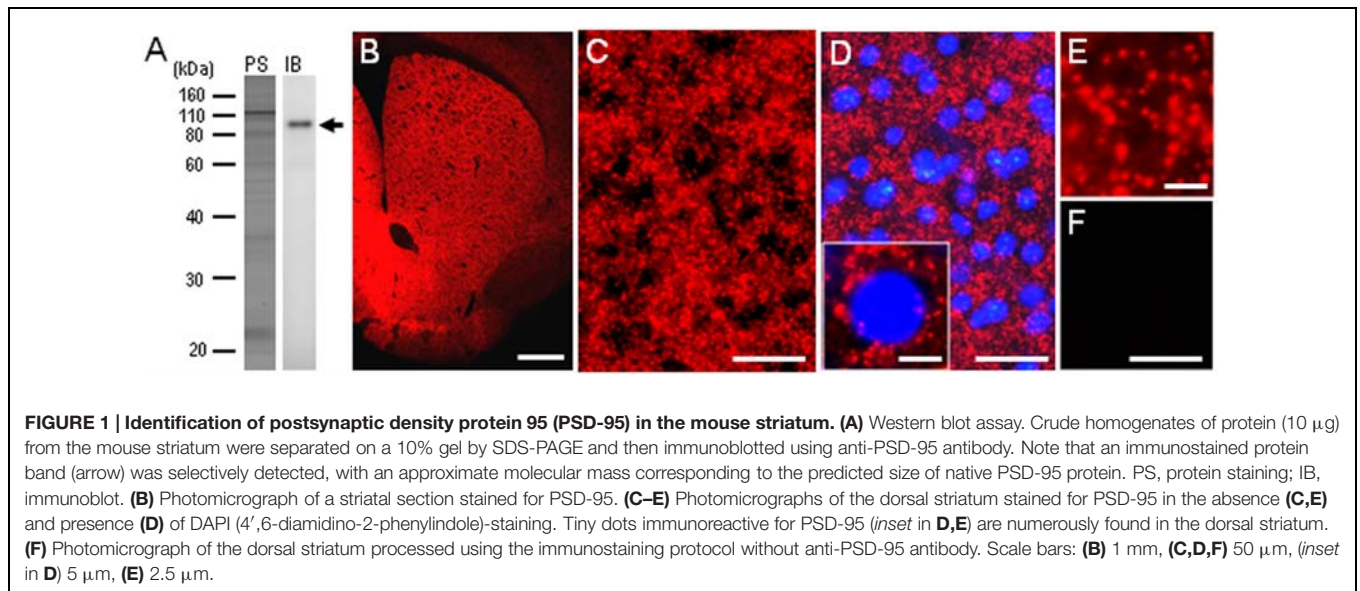 A
(kDa) PS IB
160
110
80
60
40
30
20
B
C
D
E
F
FIGURE 1 | Identification of postsynaptic density protein 95 (PSD-95) in the mouse striatum. (A) Western blot assay. Crude homogenates of protein (10 μg)
from the mouse striatum were separated on a 10% gel by SDS-PAGE and then immunoblotted using anti-PSD-95 antibody. Note that an immunostained protein
band (arrow) was selectively detected, with an approximate molecular mass corresponding to the predicted size of native PSD-95 protein. PS, protein staining; IB,
immunoblot. (B) Photomicrograph of a striatal section stained for PSD-95. (C–E) Photomicrographs of the dorsal striatum stained for PSD-95 in the absence (C,E)
and presence (D) of DAPI (4′,6-diamidino-2-phenylindole)-staining. Tiny dots immunoreactive for PSD-95 (inset in D,E) are numerously found in the dorsal striatum.
(F) Photomicrograph of the dorsal striatum processed using the immunostaining protocol without anti-PSD-95 antibody. Scale bars: (B) 1 mm, (C,D,F) 50 μm, (inset
in D) 5 μm, (E) 2.5 μm.